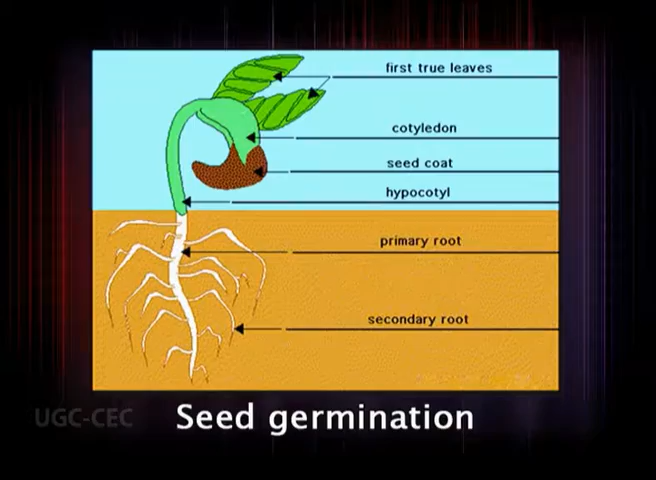 first true leaves
cotyledon
seed coat
hypocotyl
primary root
secondary root
UGC-CEC
Seed germination